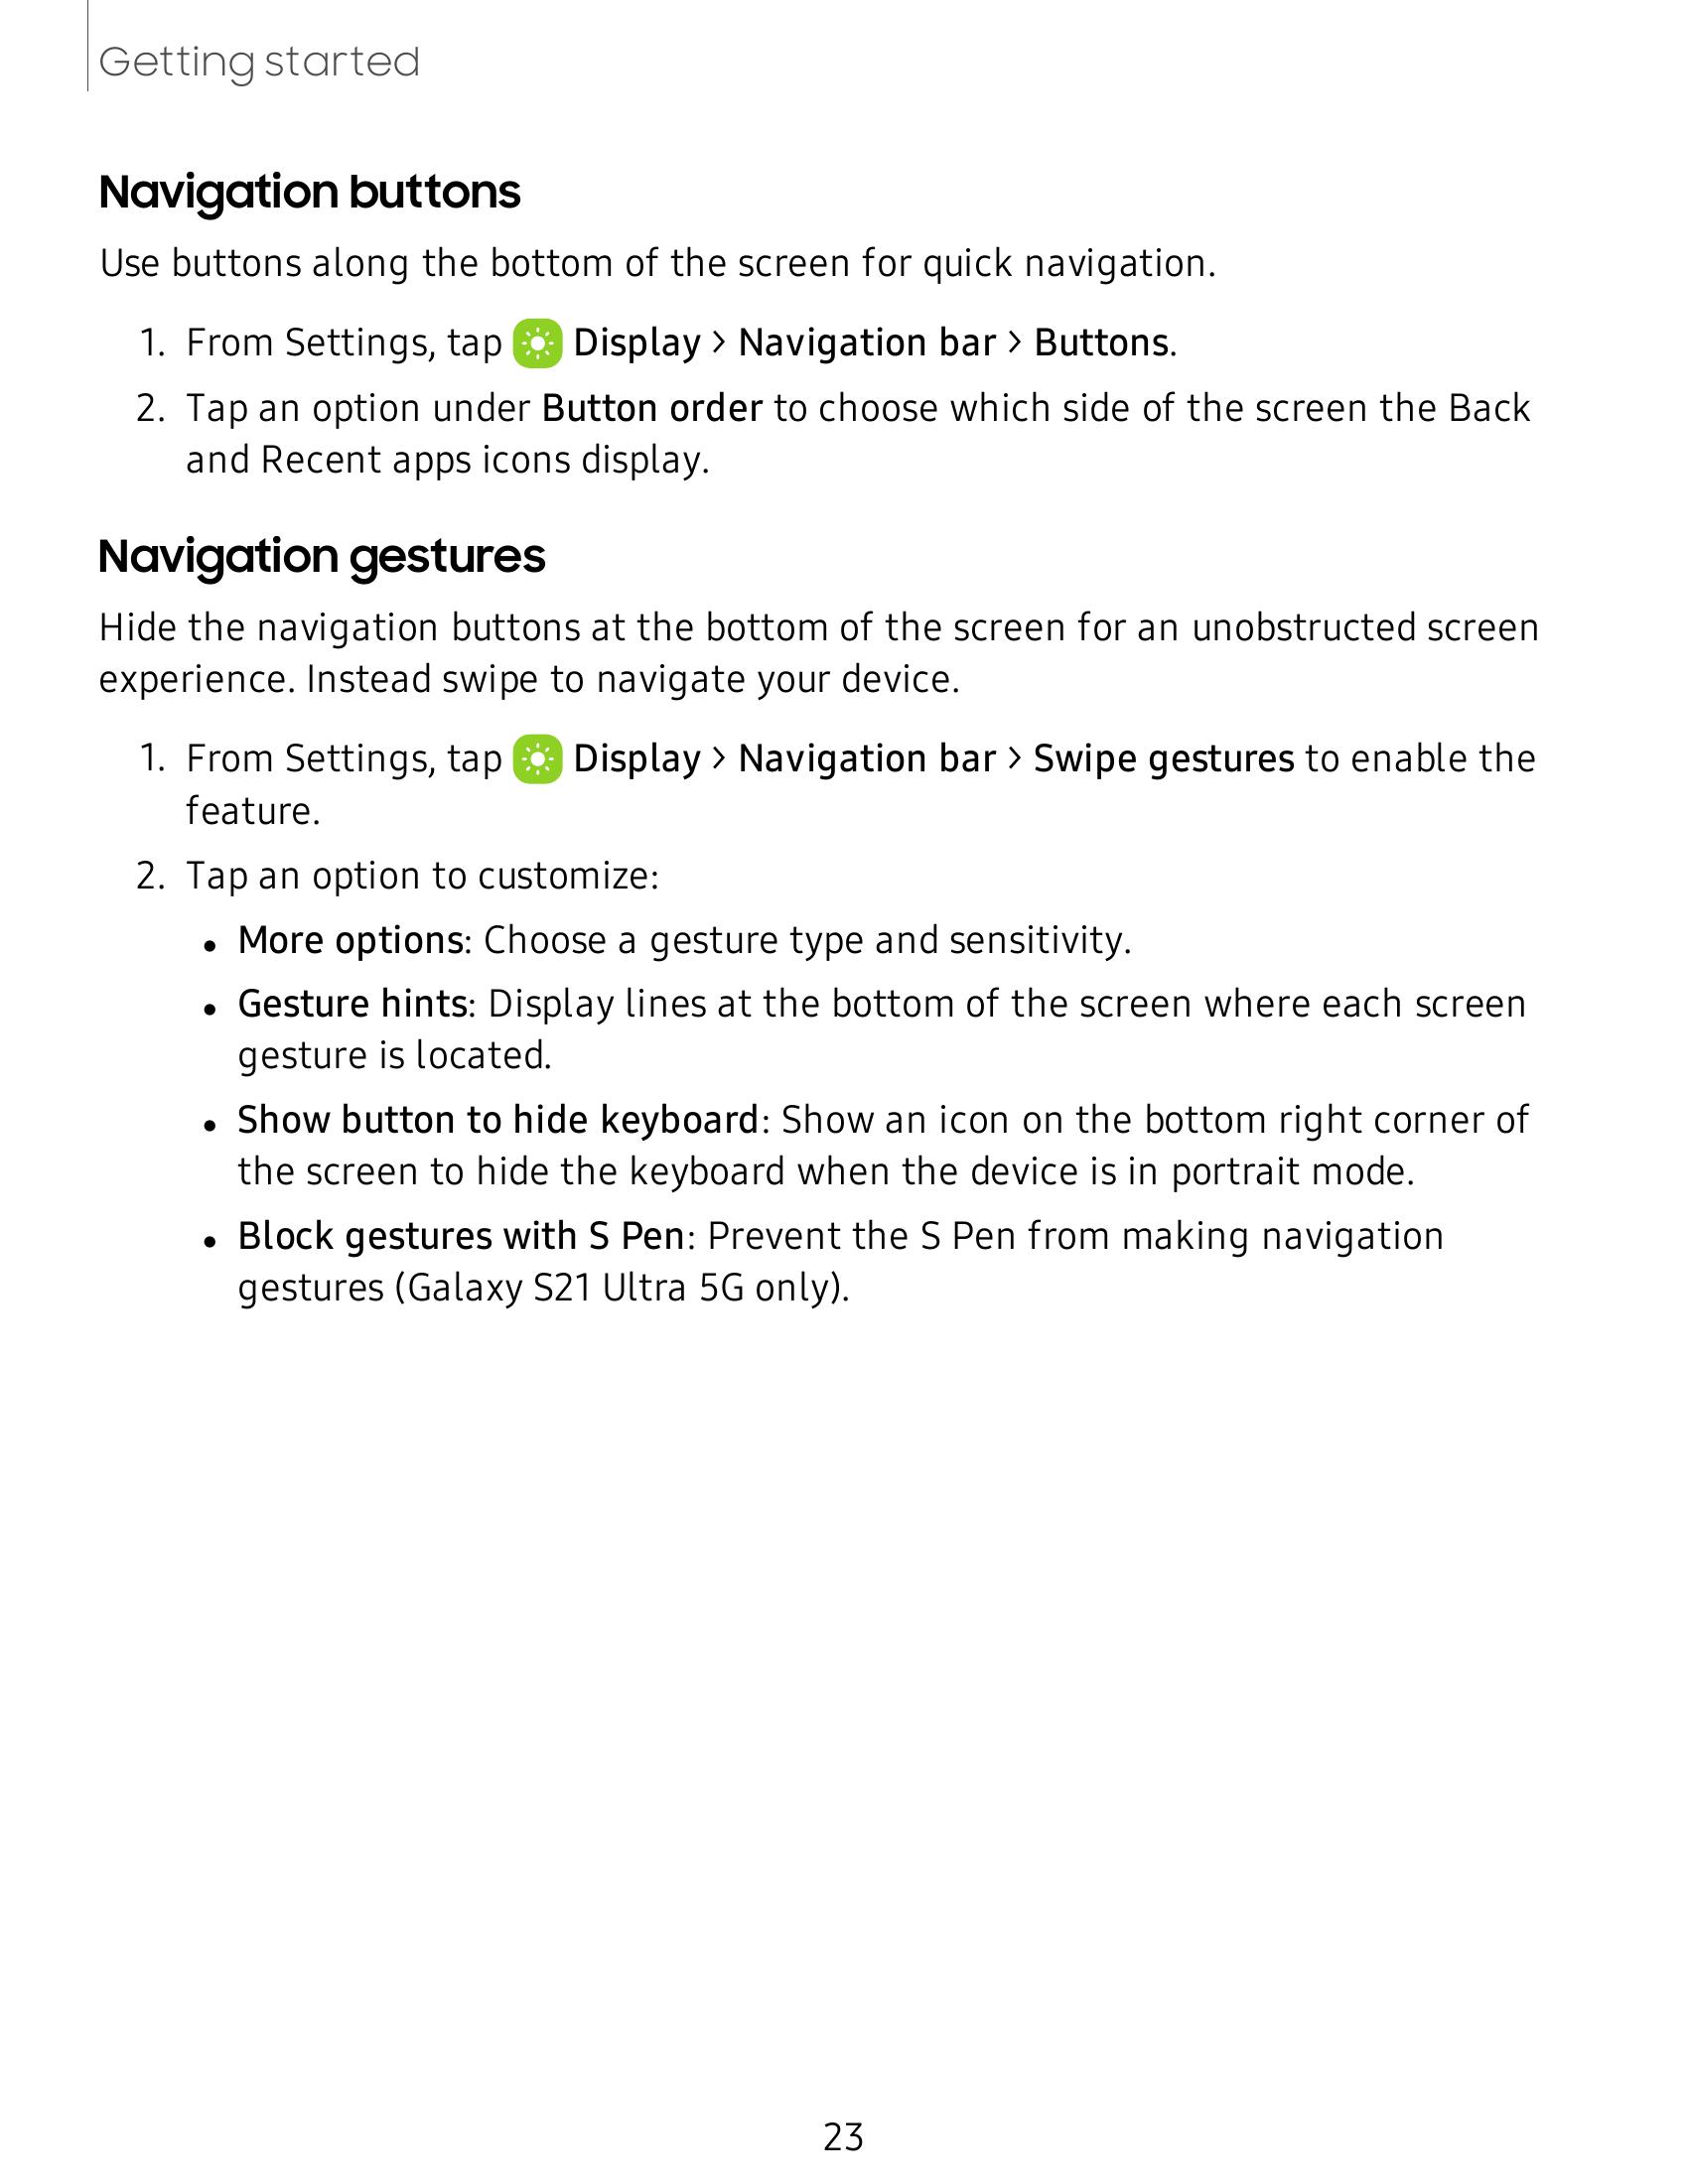 Getting started
Navigation buttons
Use buttons along the bottom of the screen for quick navigation.
1. From Settings, tap Display > Navigation bar > Buttons.
2. Tap an option under Button order to choose which side of the screen the Back
and Recent apps icons display.
Navigation gestures
Hide the navigation buttons at the bottom of the screen for an unobstructed screen
experience. Instead swipe to navigate your device.
1. From Settings, tap Display > Navigation bar > Swipe gestures to enable the
feature.
2. Tap an option to customize:
• More options: Choose a gesture type and sensitivity.
• Gesture hints: Display lines at the bottom of the screen where each screen
gesture is located.
• Show button to hide keyboard: Show an icon on the bottom right corner of
the screen to hide the keyboard when the device is in portrait mode.
• Block gestures with S Pen: Prevent the S Pen from making navigation
gestures (Galaxy S21 Ultra 5G only).
23